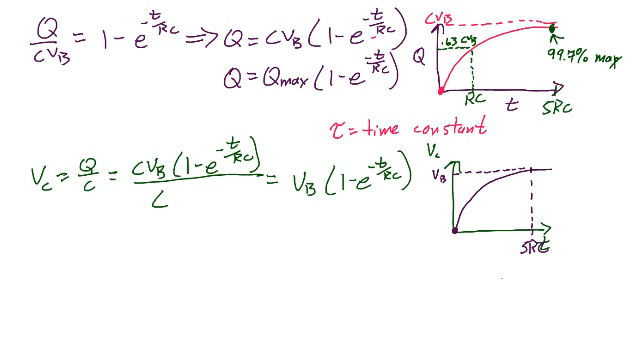 Q/CV_B = 1 - e^(-t/RC) ⟹ Q = CV_B (1 - e^(-t/RC))
Q = Q_max (1 - e^(-t/RC))
CV_B
.63 CV_B
Q
99.7% max
RC
t
5RC
τ = time constant
V_c = Q/C = CV_B (1 - e^(-t/RC))/C = V_B (1 - e^(-t/RC))
V_c
V_B
5RC
t